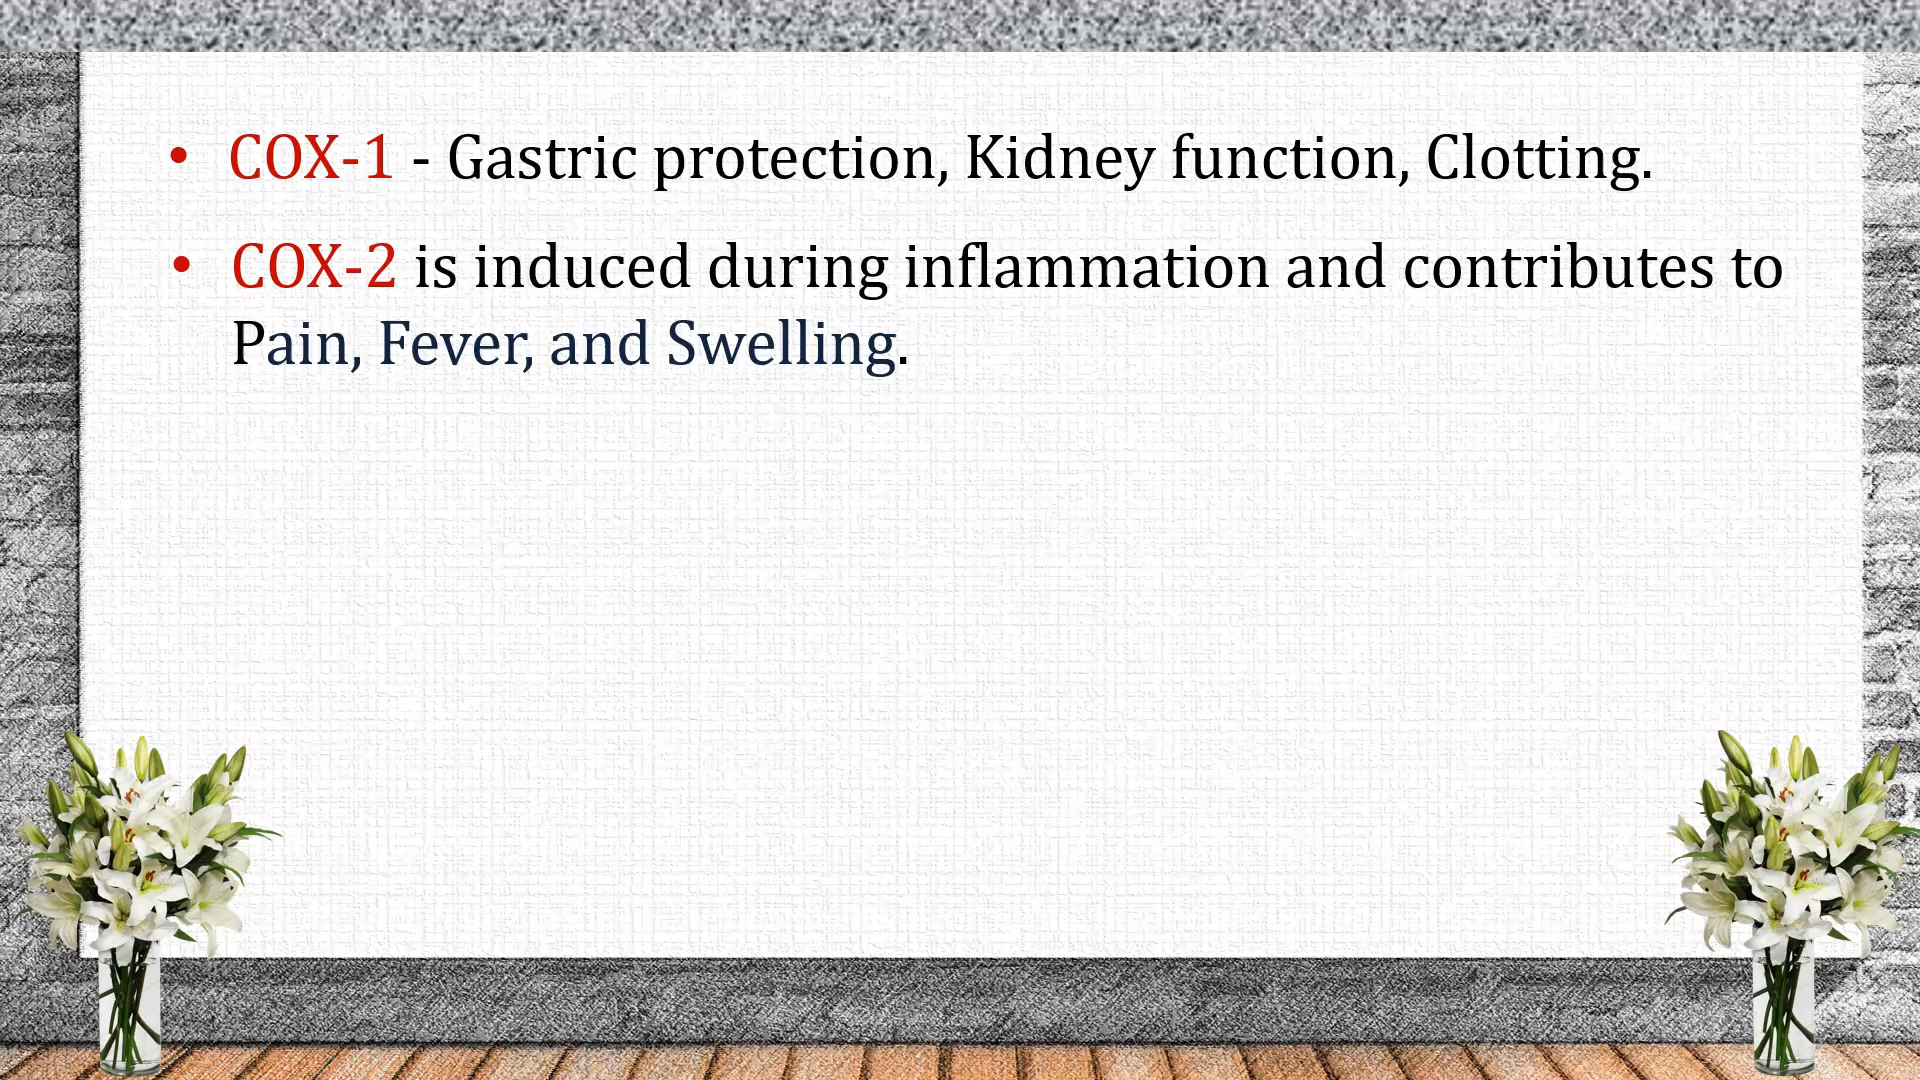 • COX-1 - Gastric protection, Kidney function, Clotting.
• COX-2 is induced during inflammation and contributes to
Pain, Fever, and Swelling.